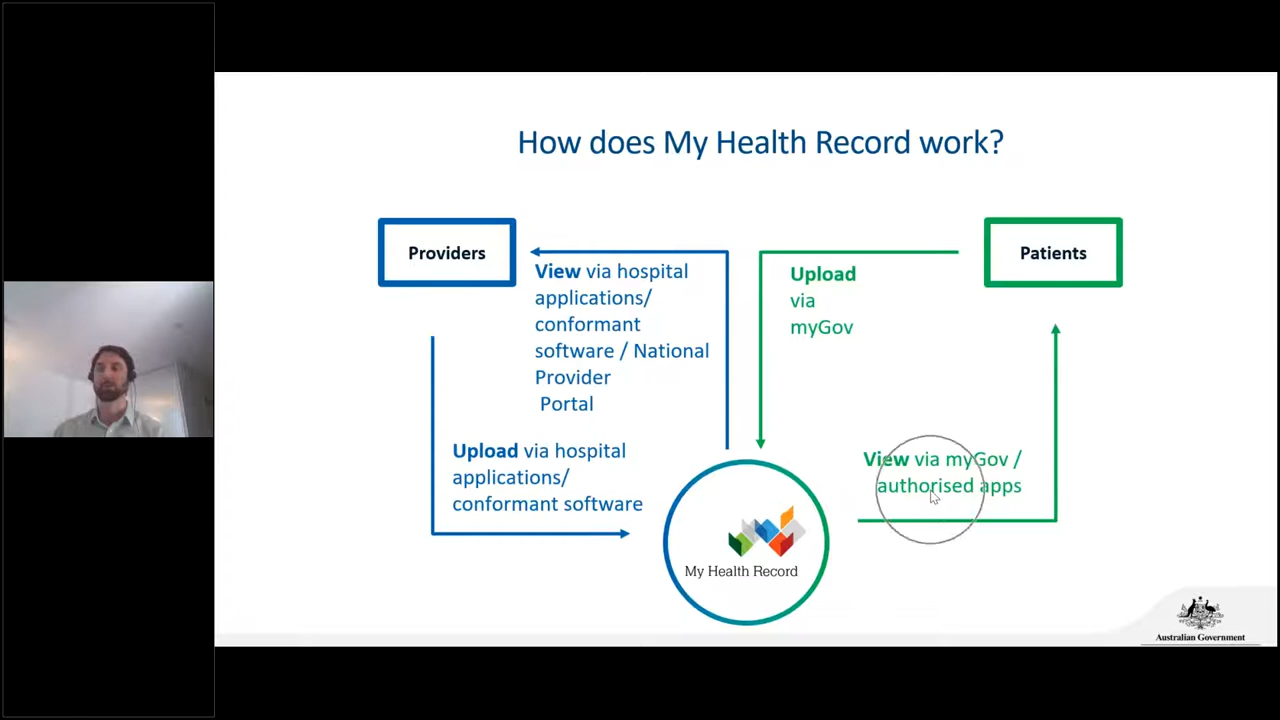 How does My Health Record work?
Providers
View via hospital
applications/
conformant
software / National
Provider
Portal
Upload via hospital
applications/
conformant software
Upload
via
myGov
Patients
View via myGov /
authorised apps
My Health Record
Australian Government